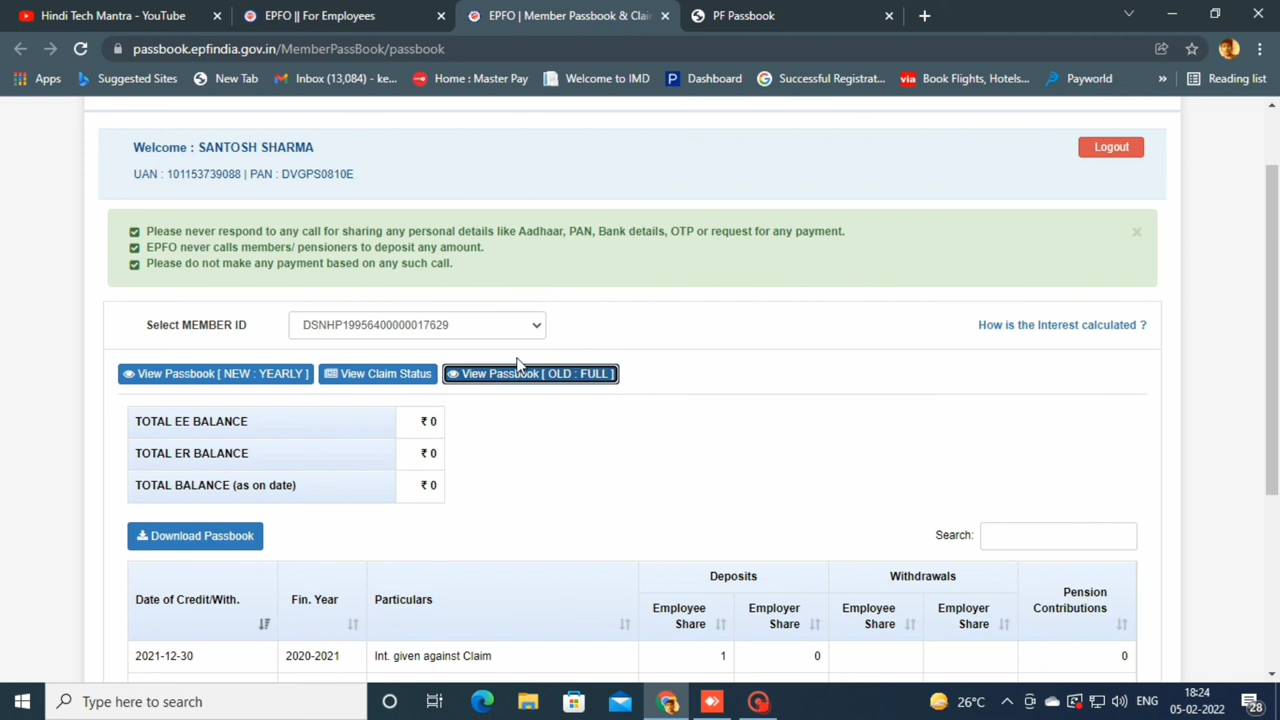 Hindi Tech Mantra - YouTube
EPFO || For Employees
EPFO | Member Passbook & Clai
PF Passbook
passbook.epfindia.gov.in/MemberPassBook/passbook
Apps
Suggested Sites
New Tab
Inbox (13,084) - ke...
Home : Master Pay
Welcome to IMD
P Dashboard
Successful Registrat...
via Book Flights, Hotels...
Payworld
»
Reading list
Welcome : SANTOSH SHARMA
Logout
UAN : 101153739088 | PAN : DVGPS0810E
Please never respond to any call for sharing any personal details like Aadhaar, PAN, Bank details, OTP or request for any payment.
EPFO never calls members/ pensioners to deposit any amount.
Please do not make any payment based on any such call.
Select MEMBER ID
DSNHP19956400000017629
How is the Interest calculated ?
View Passbook [ NEW : YEARLY ]
View Claim Status
View Passbook [ OLD : FULL ]
TOTAL EE BALANCE ₹ 0
TOTAL ER BALANCE ₹ 0
TOTAL BALANCE (as on date) ₹ 0
Download Passbook
Search:
Deposits
Withdrawals
Date of Credit/With.
Fin. Year
Particulars
Employee Share
Employer Share
Employee Share
Employer Share
Pension Contributions
2021-12-30 2020-2021 Int. given against Claim 1 0 0
Type here to search
26°C
ENG
18:24
05-02-2022
28